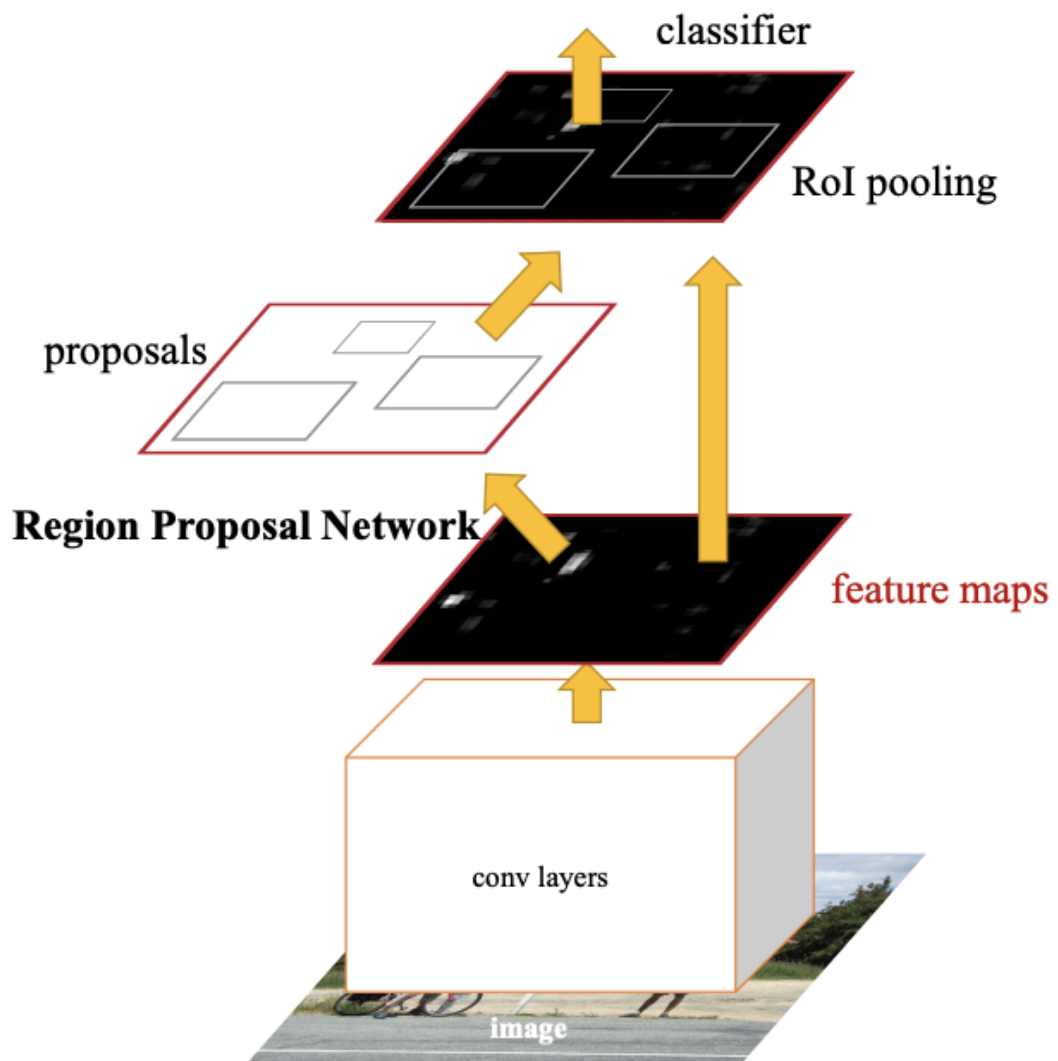 classifier
RoI pooling
proposals
Region Proposal Network
feature maps
conv layers
image